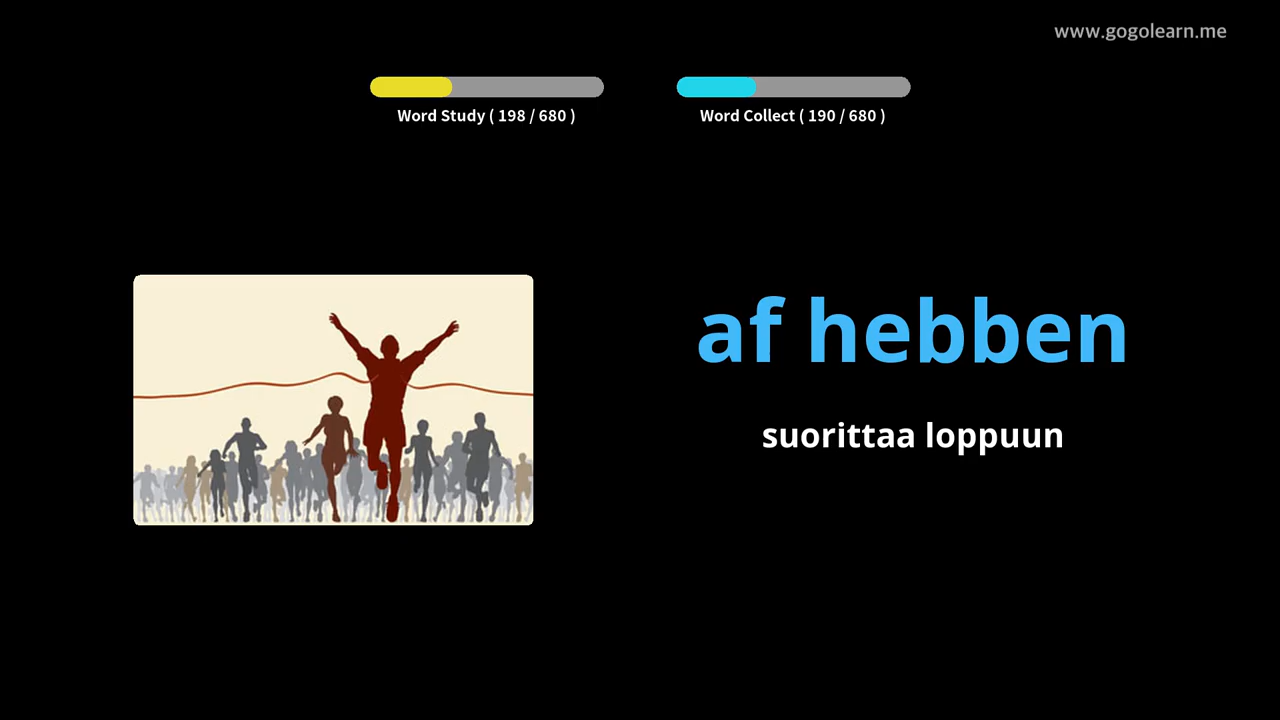 www.gogolearn.me
Word Study ( 198 / 680 )
Word Collect ( 190 / 680 )
af hebben
suorittaa loppuun